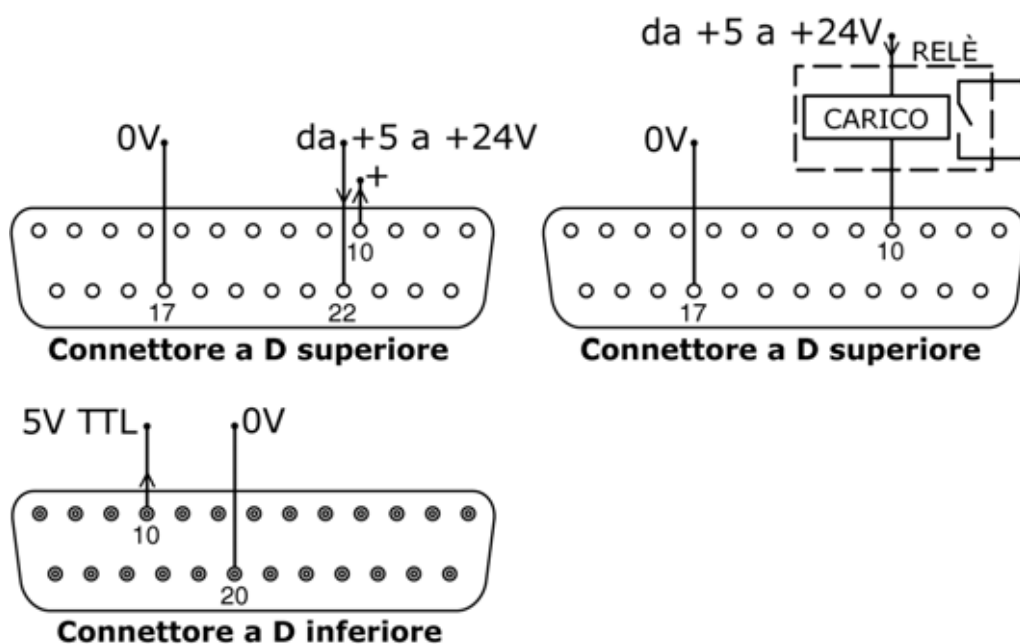 da +5 a +24V
RELÈ
CARICO
0V
da +5 a +24V
+
10
17
22
Connettore a D superiore
0V
10
17
Connettore a D superiore
5V TTL
0V
10
20
Connettore a D inferiore